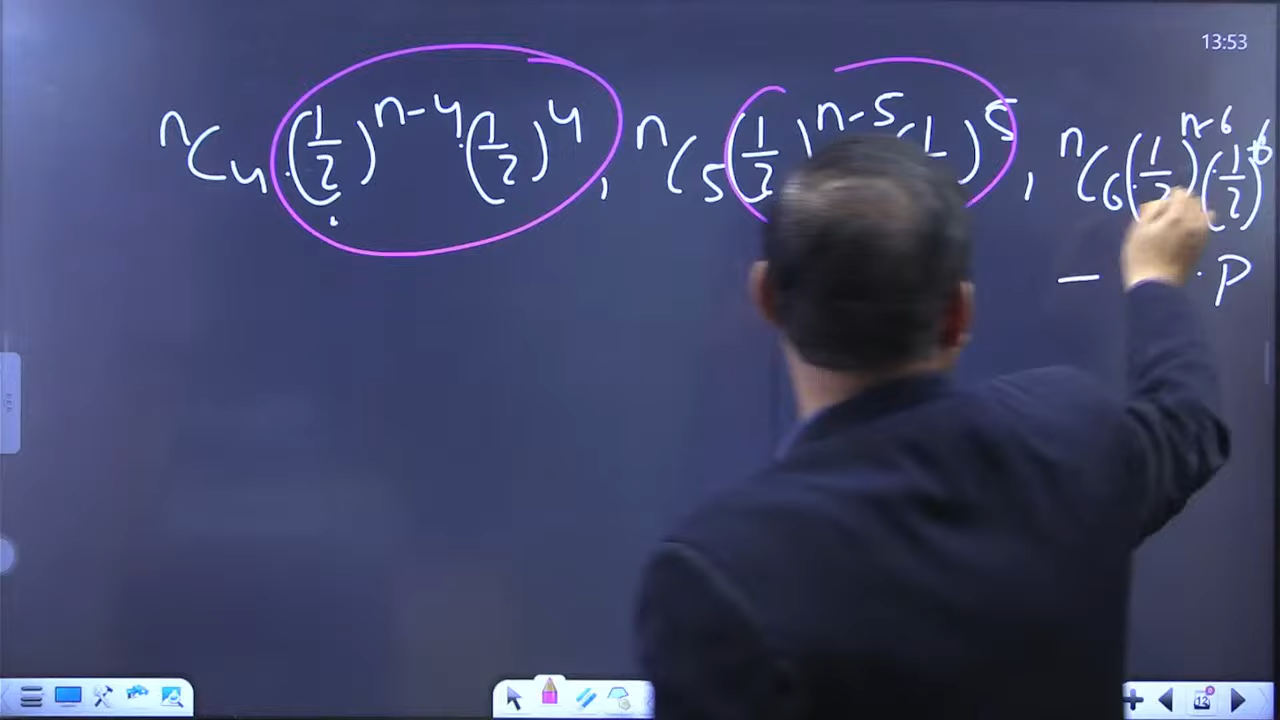 13:53
ⁿC₄ · (1/2)ⁿ⁻⁴ · (1/2)⁴ , ⁿC₅ (1/2)ⁿ⁻⁵ (1/ )⁵ , ⁿC₆ (1/2)ⁿ⁻⁶ (1/2)⁶
— · P